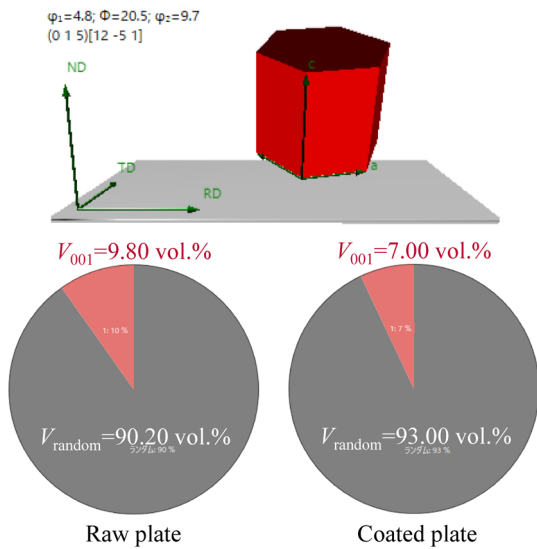 φ₁=4.8; Φ=20.5; φ₂=9.7
(0 1 5)[12 -5 1]
ND
TD
RD
c
a
V₀₀₁=9.80 vol.%
V₀₀₁=7.00 vol.%
1: 10 %
1: 7 %
V_random=90.20 vol.%
ランダム: 90 %
V_random=93.00 vol.%
ランダム: 93 %
Raw plate
Coated plate